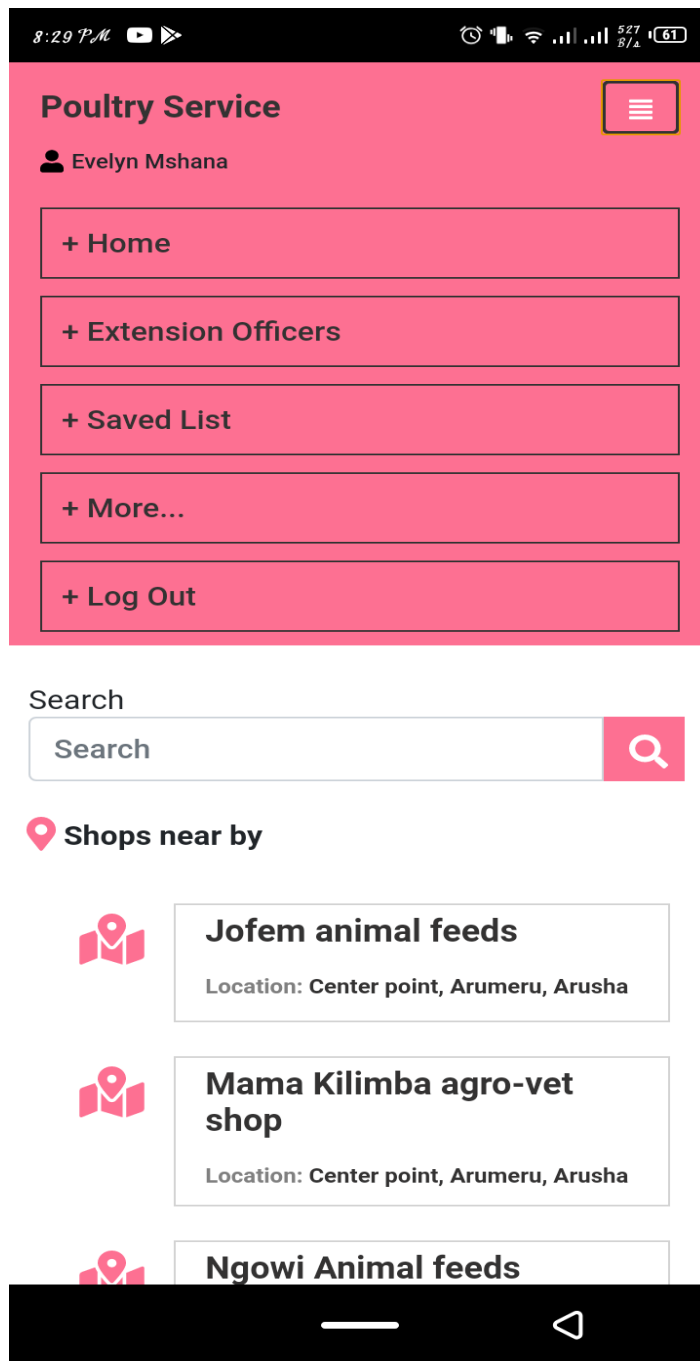 8:29 PM
527 B/s
61
Poultry Service
Evelyn Mshana
+ Home
+ Extension Officers
+ Saved List
+ More...
+ Log Out
Search
Search
Shops near by
Jofem animal feeds
Location: Center point, Arumeru, Arusha
Mama Kilimba agro-vet
shop
Location: Center point, Arumeru, Arusha
Ngowi Animal feeds